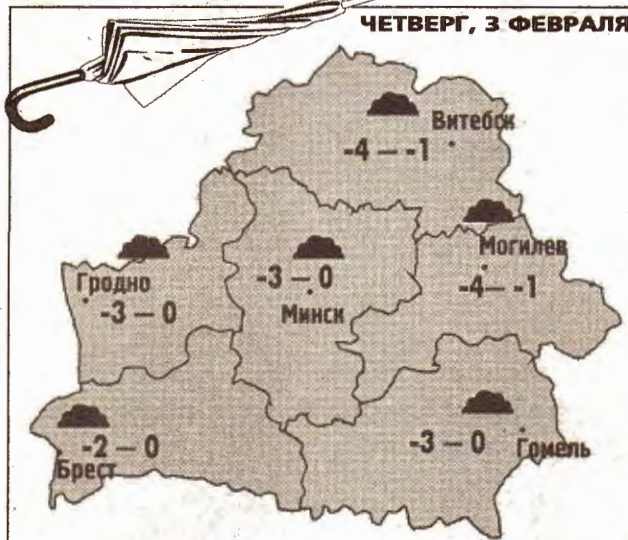 ЧЕТВЕРГ, 3 ФЕВРАЛЯ
Витебск
-4 — -1
Могилев
-4 — -1
Гродно
-3 — 0
-3 — 0
Минск
-2 — 0
Брест
-3 — 0
Гомель